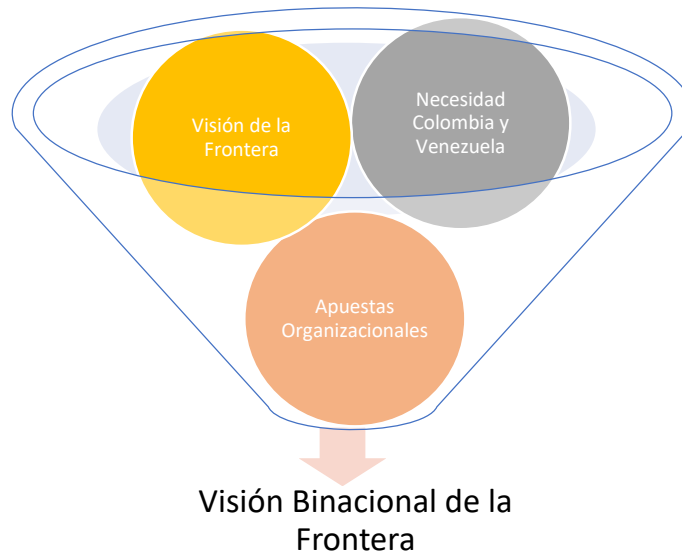 Visión de la
Frontera
Necesidad
Colombia y
Venezuela
Apuestas
Organizacionales
Visión Binacional de la
Frontera